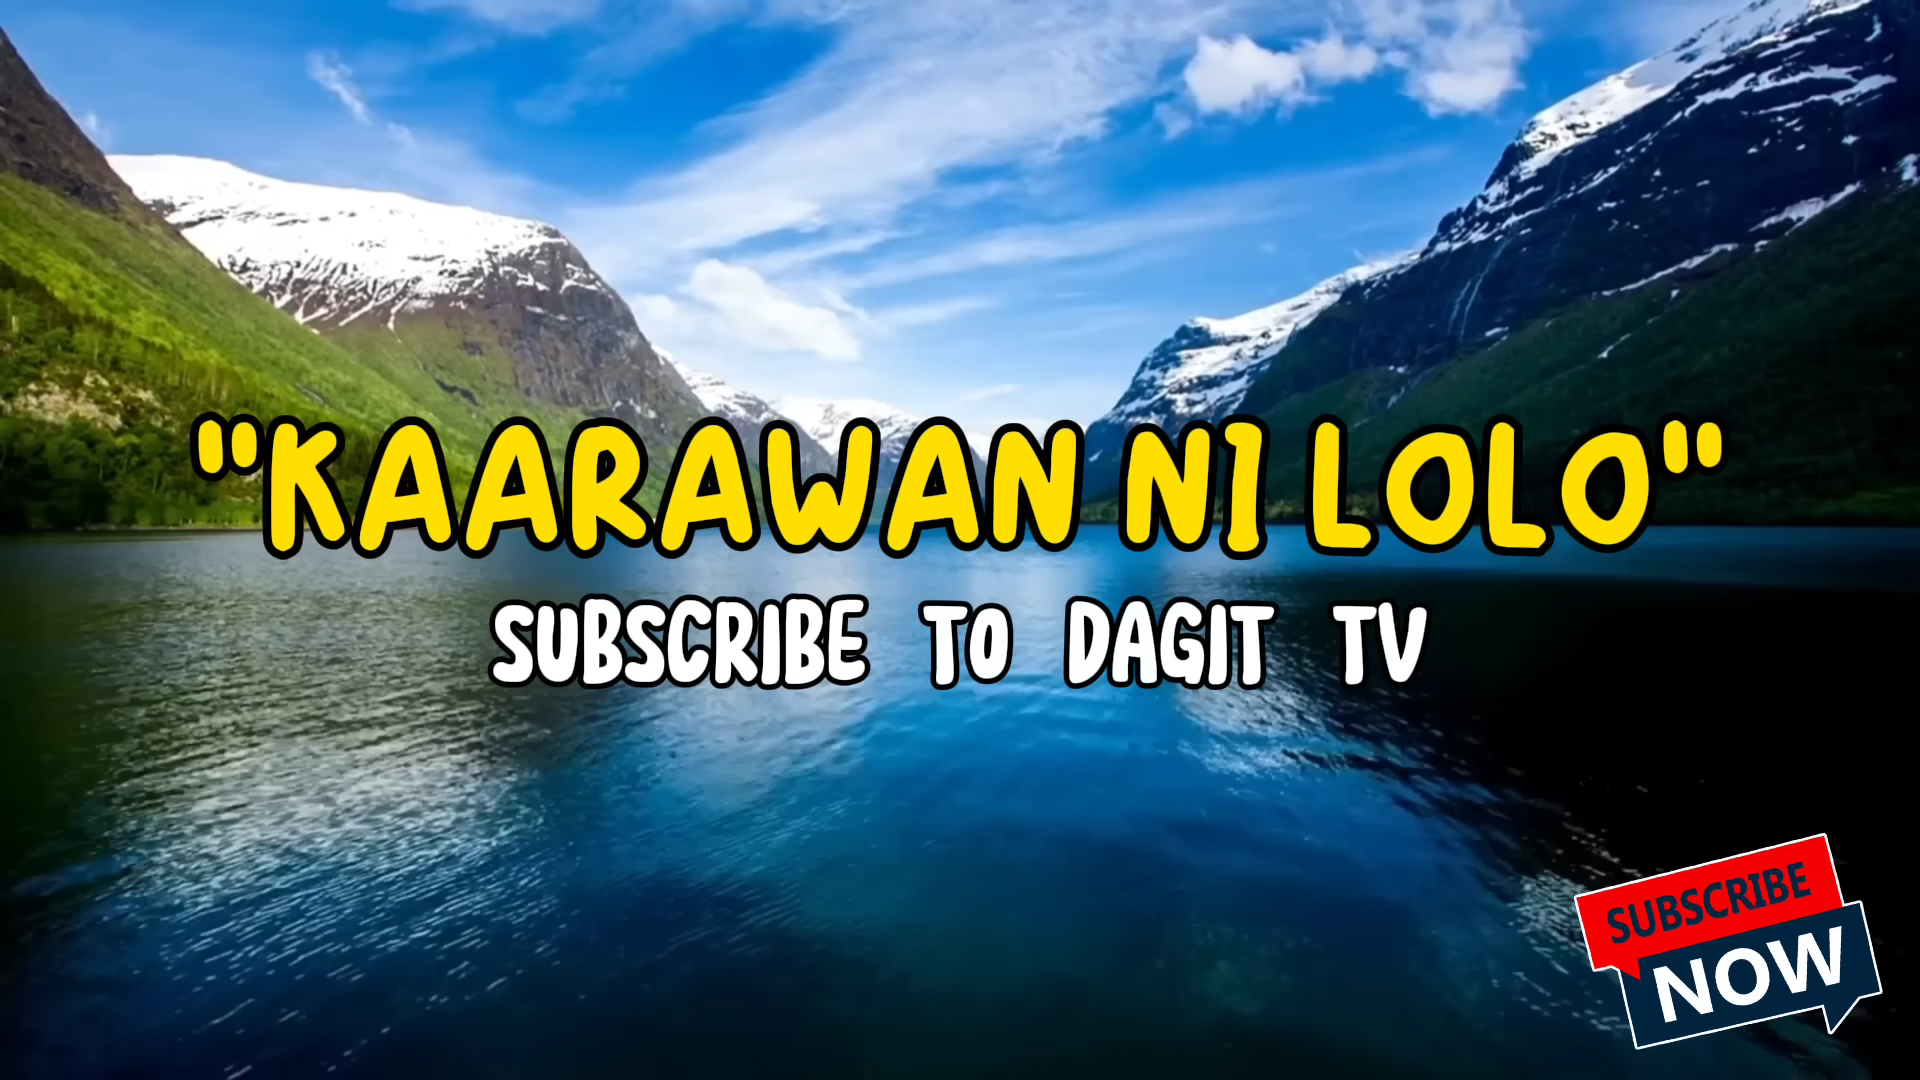 "KAARAWAN NI LOLO"
SUBSCRIBE TO DAGIT TV
SUBSCRIBE
NOW